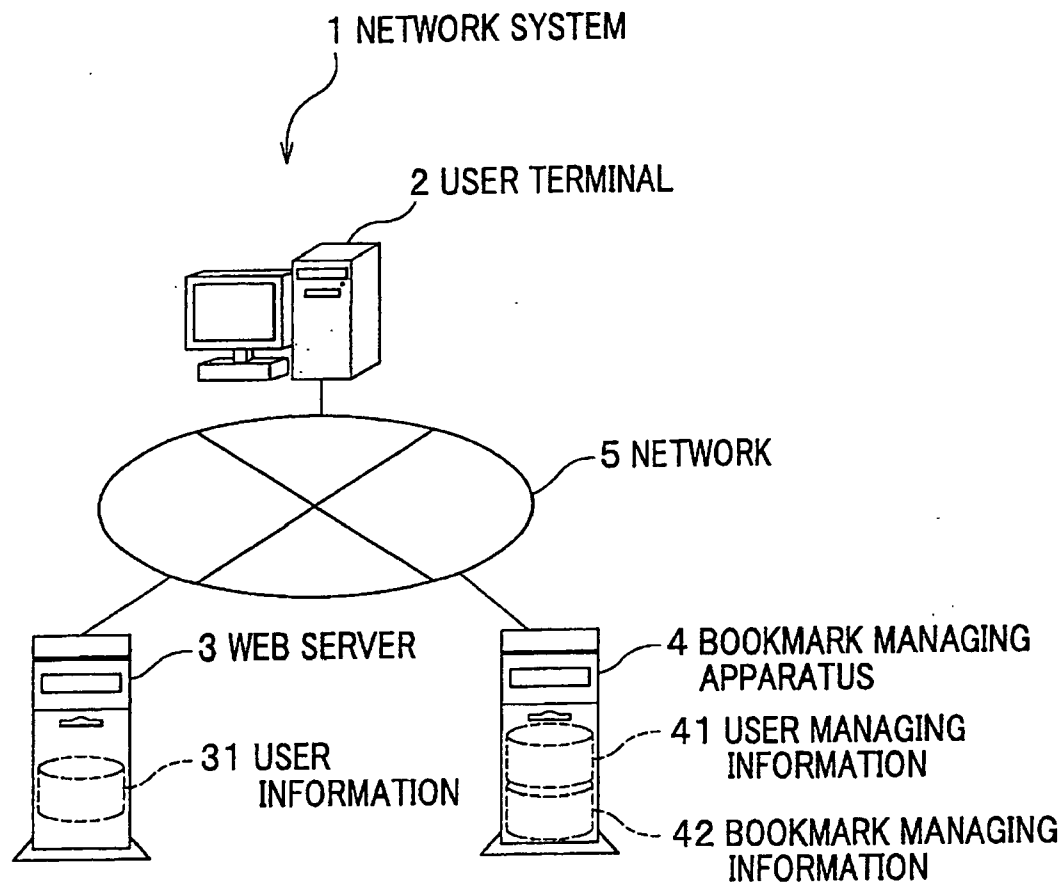 1 NETWORK SYSTEM
2 USER TERMINAL
5 NETWORK
3 WEB SERVER
4 BOOKMARK MANAGING
APPARATUS
31 USER
INFORMATION
41 USER MANAGING
INFORMATION
42 BOOKMARK MANAGING
INFORMATION